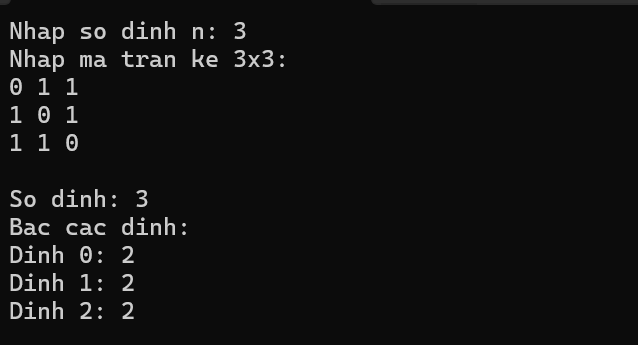 Nhap so dinh n: 3
Nhap ma tran ke 3x3:
0 1 1
1 0 1
1 1 0
So dinh: 3
Bac cac dinh:
Dinh 0: 2
Dinh 1: 2
Dinh 2: 2